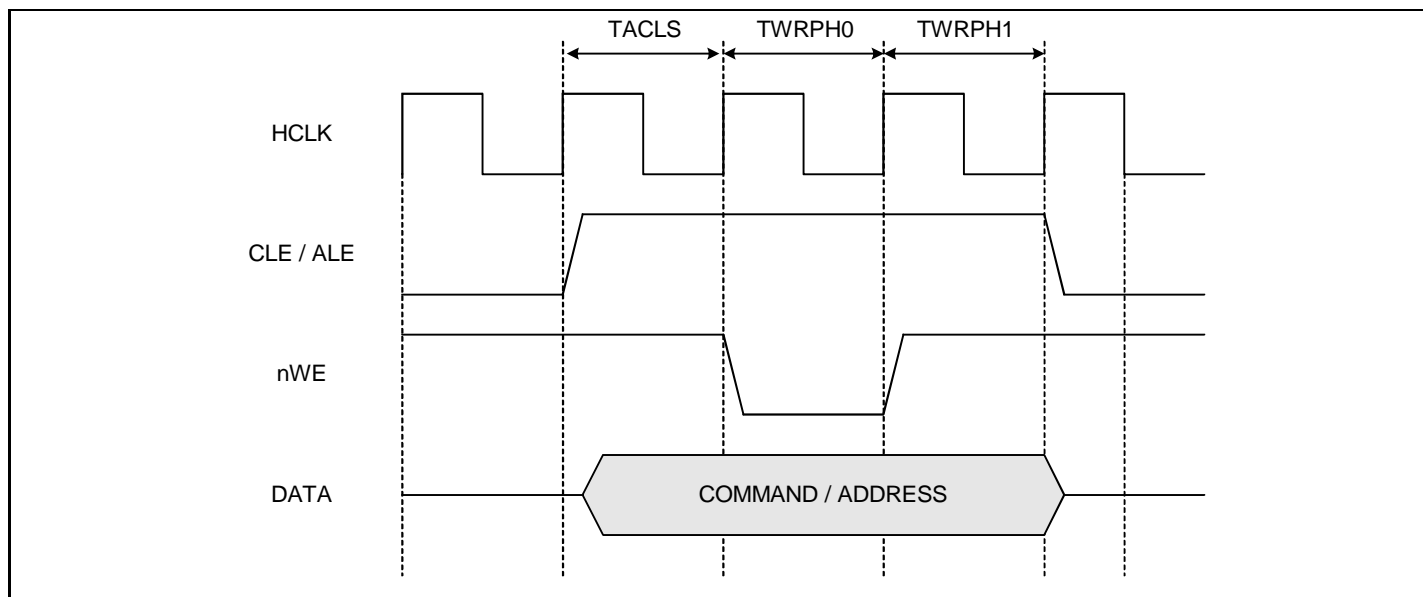 TACLS TWRPH0 TWRPH1
HCLK
CLE / ALE
nWE
DATA
COMMAND / ADDRESS